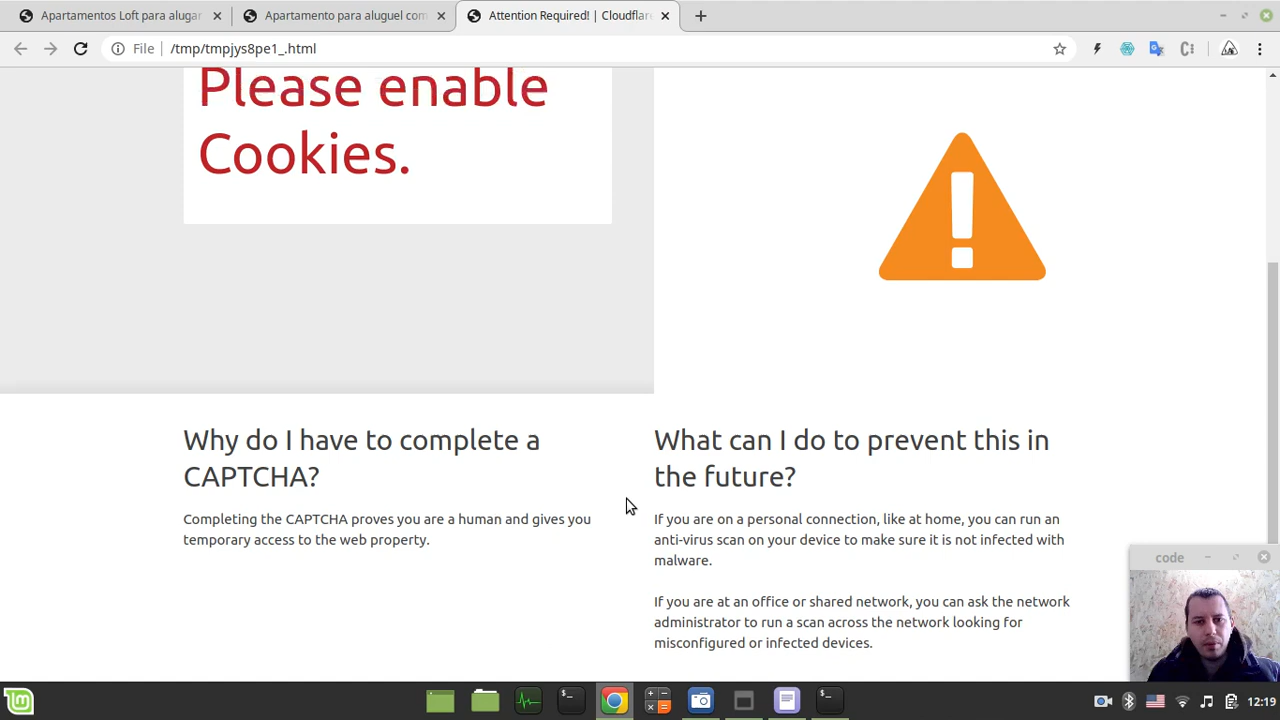 Apartamentos Loft para alugar
Apartamento para aluguel com
Attention Required! | Cloudflare
File
/tmp/tmpjys8pe1_.html
Please enable
Cookies.
Why do I have to complete a
CAPTCHA?
Completing the CAPTCHA proves you are a human and gives you
temporary access to the web property.
What can I do to prevent this in
the future?
If you are on a personal connection, like at home, you can run an
anti-virus scan on your device to make sure it is not infected with
malware.
If you are at an office or shared network, you can ask the network
administrator to run a scan across the network looking for
misconfigured or infected devices.
code
12:19